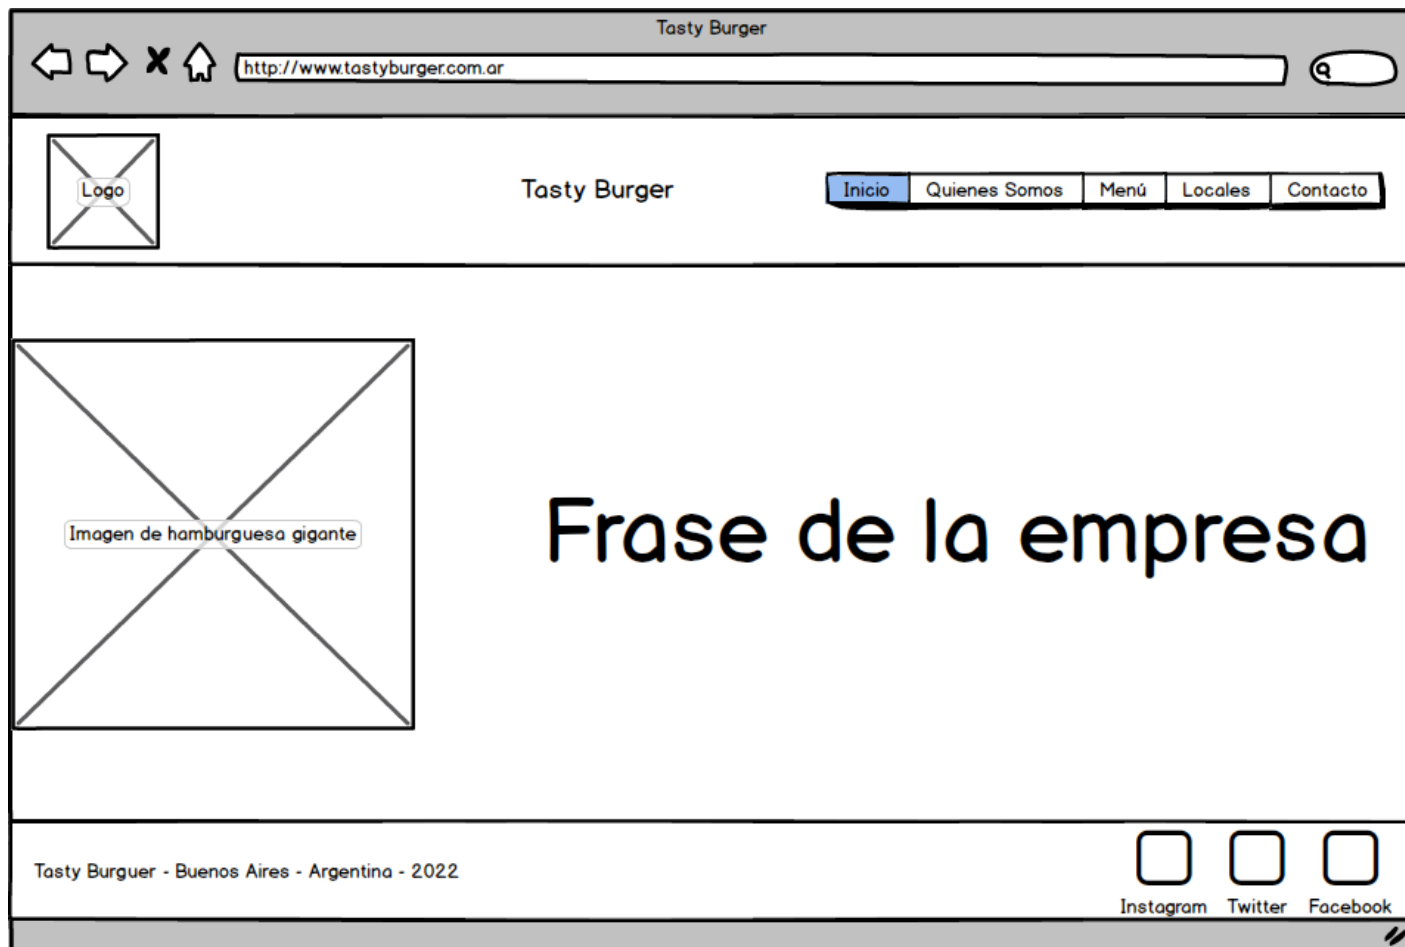 Tasty Burger
http://www.tastyburger.com.ar
Logo
Tasty Burger
Inicio
Quienes Somos
Menú
Locales
Contacto
Imagen de hamburguesa gigante
Frase de la empresa
Tasty Burguer - Buenos Aires - Argentina - 2022
Instagram
Twitter
Facebook